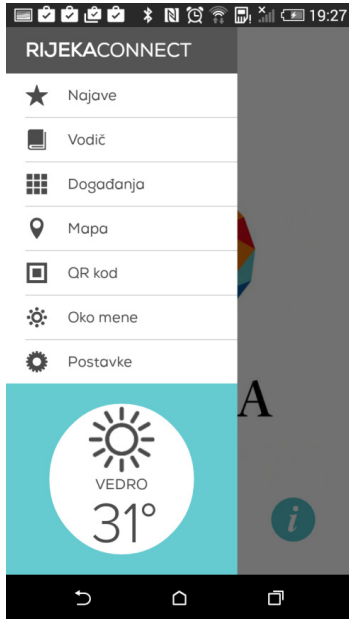 19:27
RIJEKACONNECT
Najave
Vodič
Događanja
Mapa
QR kod
Oko mene
Postavke
A
i
VEDRO
31°